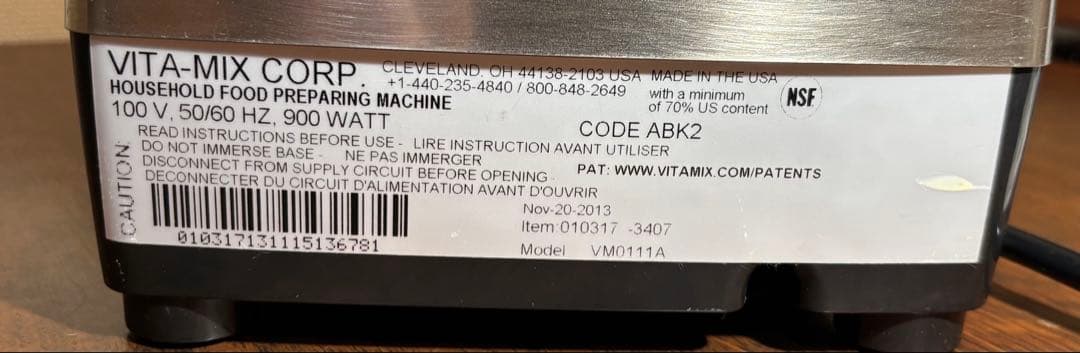 VITA-MIX CORP. CLEVELAND, OH 44138-2103 USA MADE IN THE USA
+1-440-235-4840 / 800-848-2649 with a minimum
of 70% US content
NSF
HOUSEHOLD FOOD PREPARING MACHINE
100 V, 50/60 HZ, 900 WATT
CODE ABK2
CAUTION:
READ INSTRUCTIONS BEFORE USE - LIRE INSTRUCTION AVANT UTILISER
DO NOT IMMERSE BASE - NE PAS IMMERGER
DISCONNECT FROM SUPPLY CIRCUIT BEFORE OPENING -
DECONNECTER DU CIRCUIT D'ALIMENTATION AVANT D'OUVRIR
PAT: WWW.VITAMIX.COM/PATENTS
Nov-20-2013
Item:010317 -3407
Model VM0111A
010317131115136781